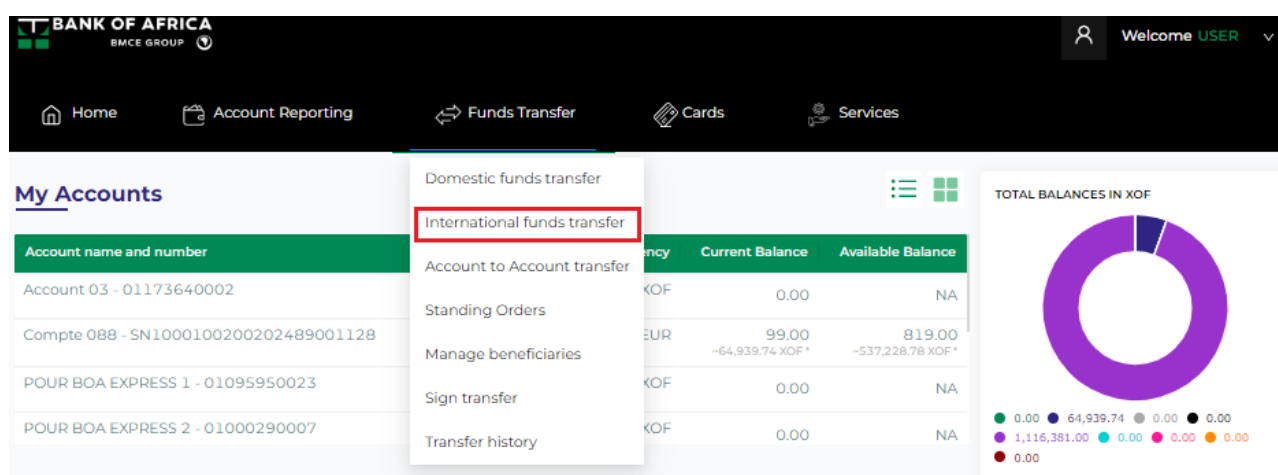 BANK OF AFRICA
BMCE GROUP
Welcome USER
Home
Account Reporting
Funds Transfer
Cards
Services
My Accounts
Domestic funds transfer
International funds transfer
Account to Account transfer
Standing Orders
Manage beneficiaries
Sign transfer
Transfer history
Account name and number ency Current Balance Available Balance
Account 03 - 01173640002 XOF 0.00 NA
Compte 088 - SN1000100200202489001128 EUR 99.00 819.00
~64,939.74 XOF * ~537,228.78 XOF *
POUR BOA EXPRESS 1 - 01095950023 XOF 0.00 NA
POUR BOA EXPRESS 2 - 01000290007 XOF 0.00 NA
TOTAL BALANCES IN XOF
0.00 64,939.74 0.00 0.00
1,116,381.00 0.00 0.00 0.00
0.00